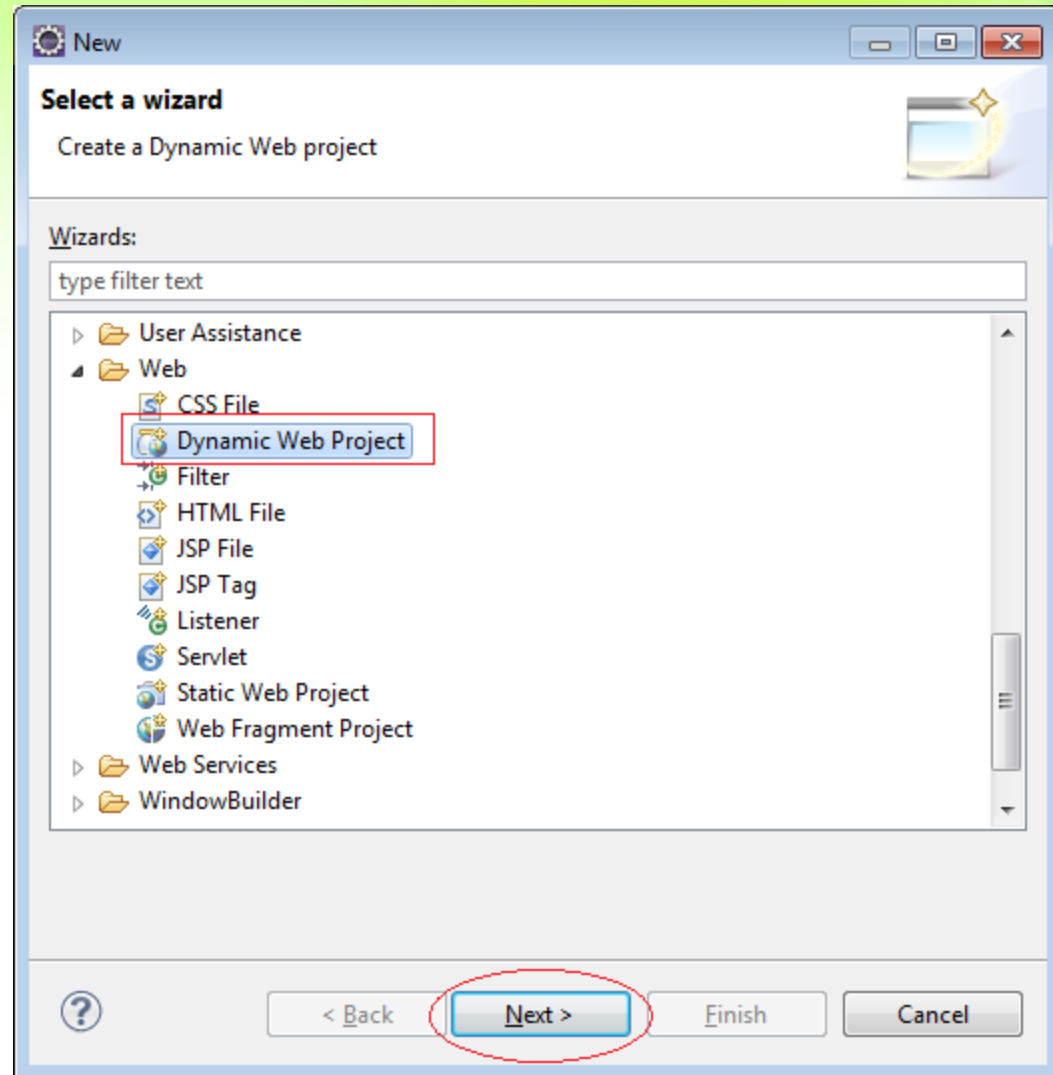 New
Select a wizard
Create a Dynamic Web project
Wizards:
type filter text
User Assistance
Web
CSS File
Dynamic Web Project
Filter
HTML File
JSP File
JSP Tag
Listener
Servlet
Static Web Project
Web Fragment Project
Web Services
WindowBuilder
? < Back Next > Finish Cancel